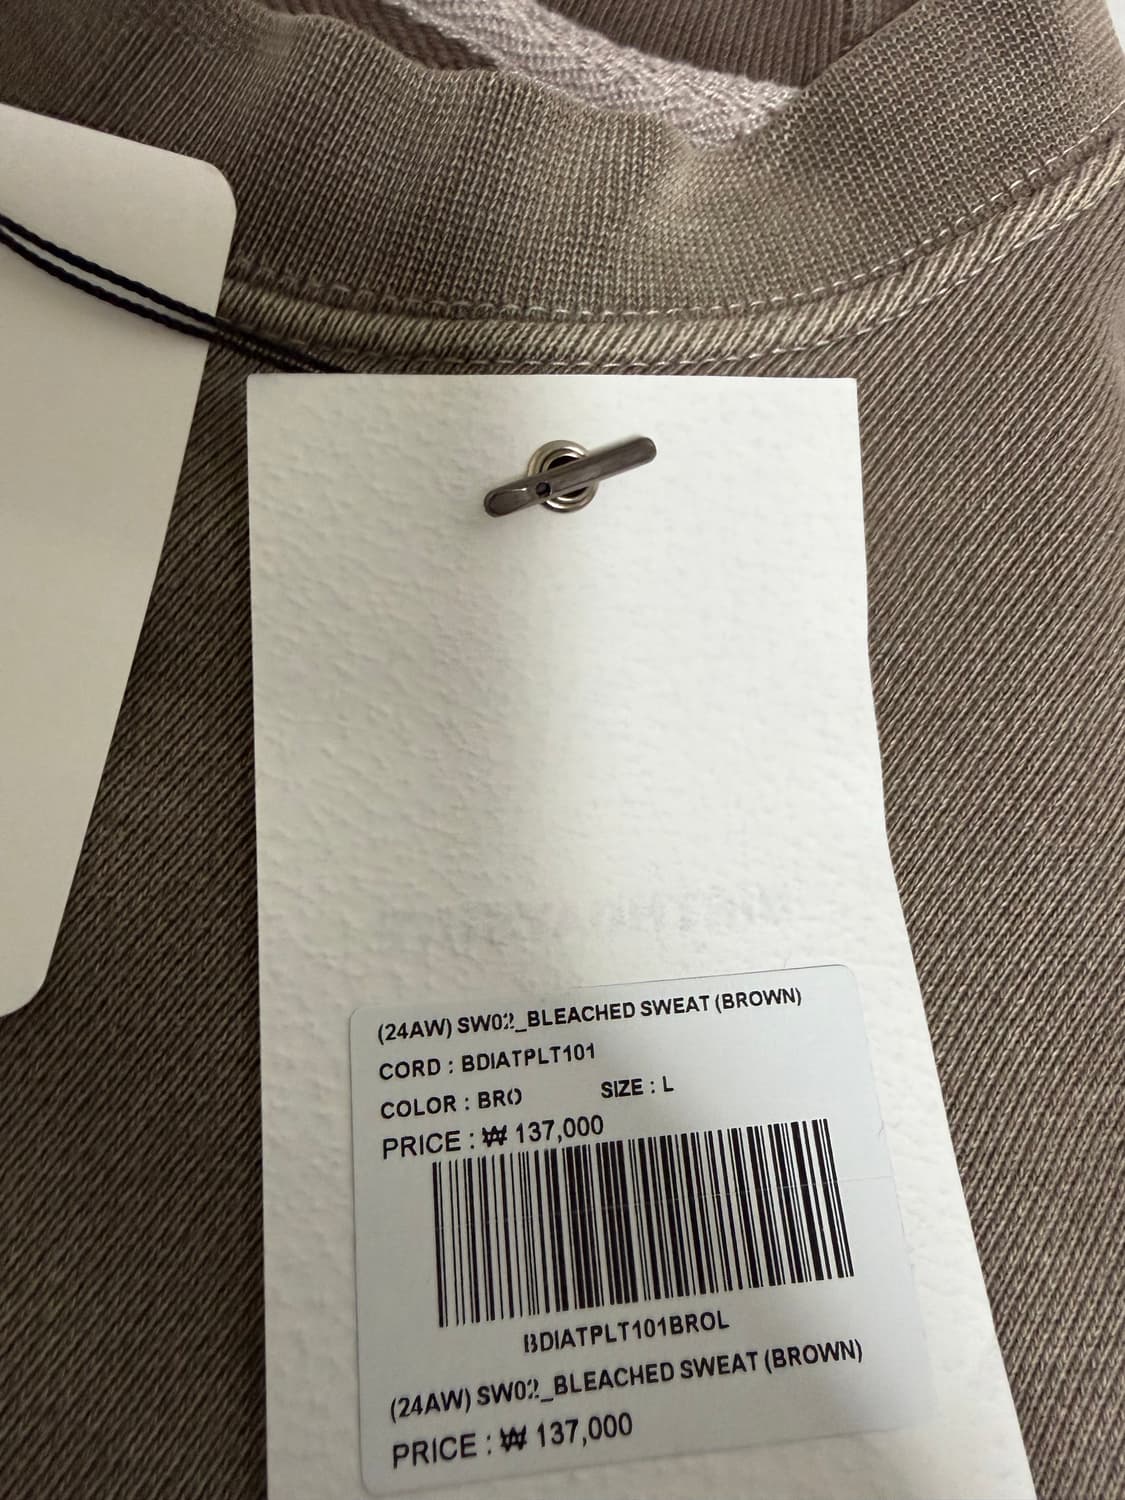 (24AW) SW02_BLEACHED SWEAT (BROWN)
CORD : BDIATPLT101
COLOR : BRO SIZE : L
PRICE : ₩ 137,000
BDIATPLT101BROL
(24AW) SW02_BLEACHED SWEAT (BROWN)
PRICE : ₩ 137,000